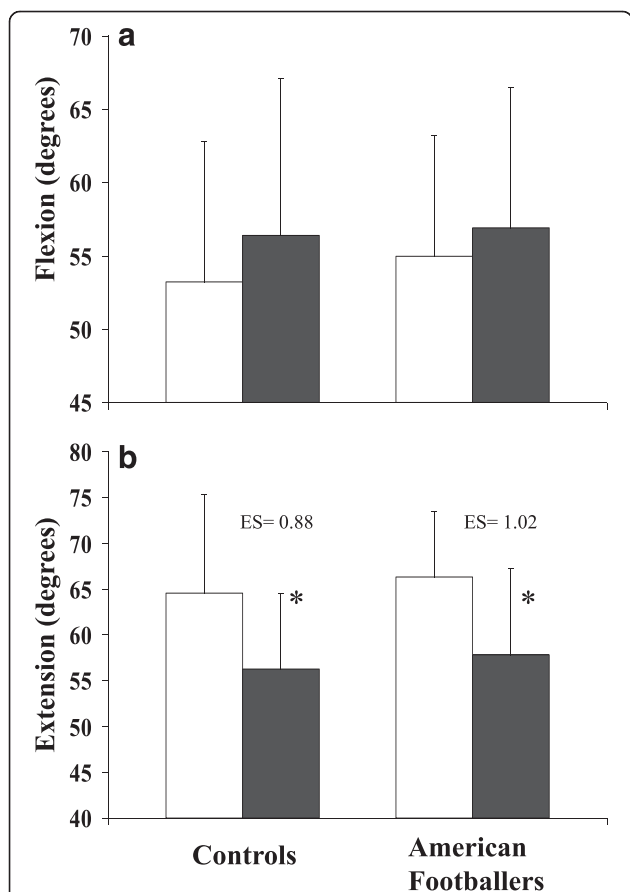 a
70
65
60
55
50
45
Flexion (degrees)
b
80
75
70
65
60
55
50
45
40
Extension (degrees)
ES= 0.88
ES= 1.02
*
*
Controls
American
Footballers